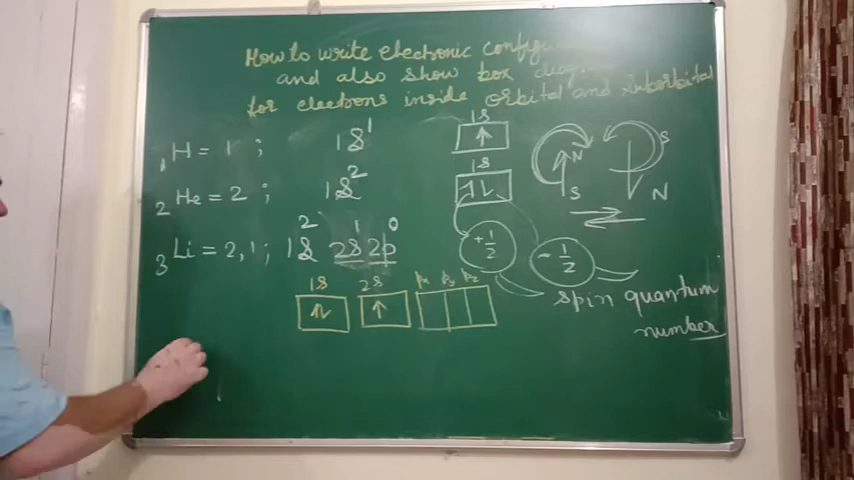 How to write electronic
and also show box
for electrons inside orbital and
1s
₁H = 1 ; 1s¹
1s
₂He = 2 ; 1s²
N S
S N
₃Li = 2,1 ; 1s² 2s¹ 2p⁰
+1/2 -1/2
1s 2s px py pz
spin quantum
number